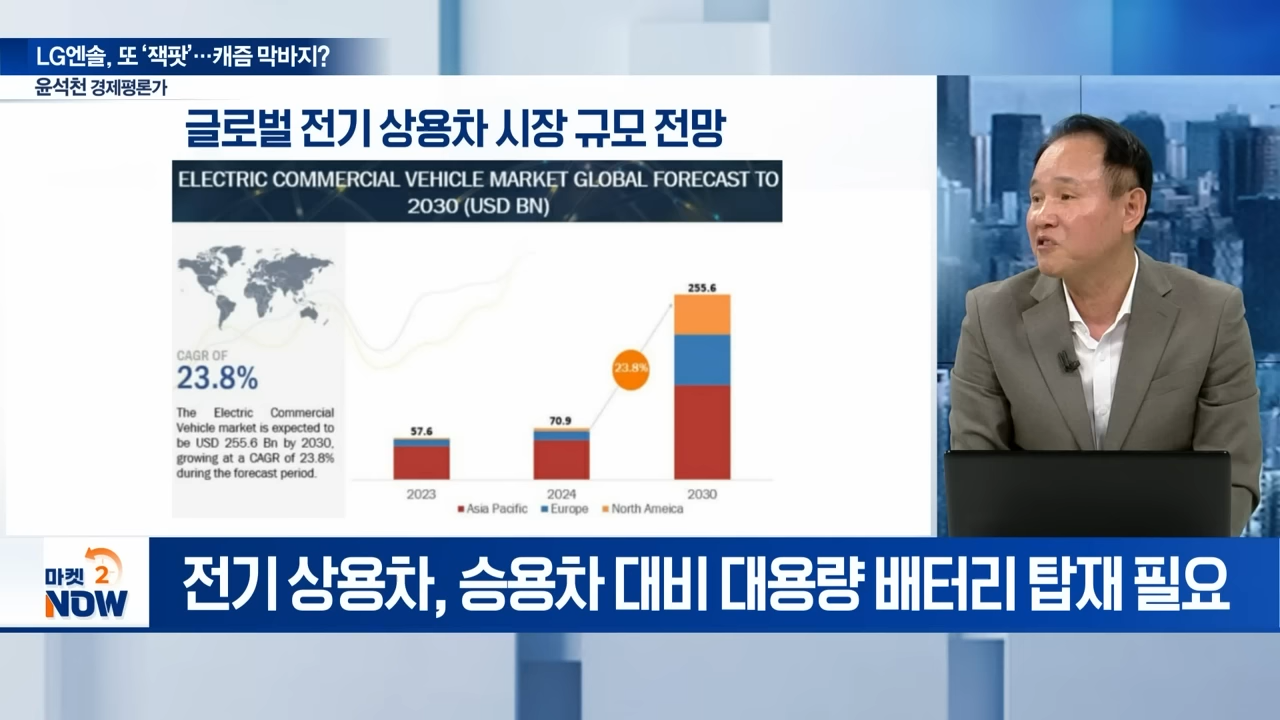 LG엔솔, 또 ‘잭팟’…캐즘 막바지?
윤석천 경제평론가
글로벌 전기 상용차 시장 규모 전망
ELECTRIC COMMERCIAL VEHICLE MARKET GLOBAL FORECAST TO
2030 (USD BN)
CAGR OF
23.8%
The Electric Commercial
Vehicle market is expected to
be USD 255.6 Bn by 2030,
growing at a CAGR of 23.8%
during the forecast period.
57.6
70.9
23.8%
255.6
2023
2024
2030
Asia Pacific
Europe
North Ameica
마켓 2
NOW
전기 상용차, 승용차 대비 대용량 배터리 탑재 필요